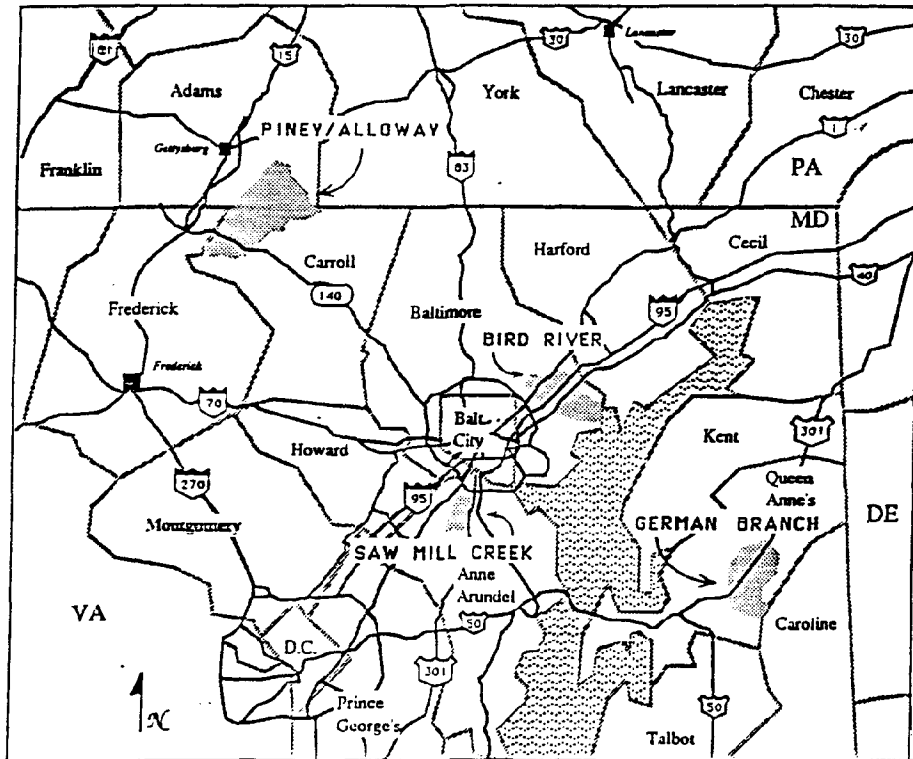 30
Lancaster
181
15
30
Adams
York
Lancaster
Chester
1
PINEY/ALLOWAY
Gettysburg
Franklin
83
PA
MD
Harford
Cecil
Carroll
40
140
Frederick
Baltimore
95
BIRD RIVER
Frederick
70
Balt
City
Kent
301
Howard
Queen
Anne's
270
95
DE
Montgomery
GERMAN BRANCH
SAW MILL CREEK
Anne
Arundel
VA
50
Caroline
D.C.
301
N
Prince
George's
50
Talbot